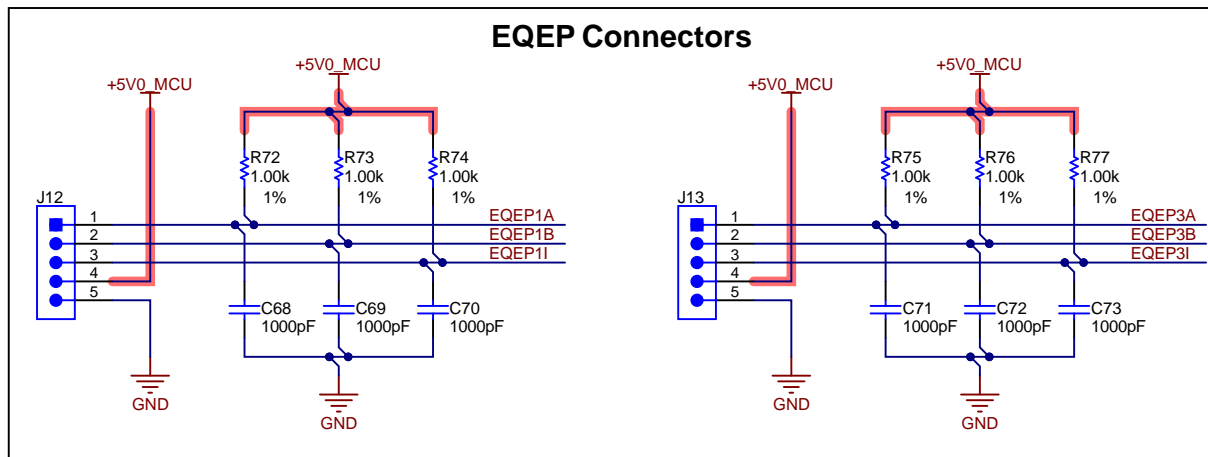 EQEP Connectors
+5V0_MCU
+5V0_MCU
R72
1.00k
1%
R73
1.00k
1%
R74
1.00k
1%
J12
1
2
3
4
5
EQEP1A
EQEP1B
EQEP1I
C68
1000pF
C69
1000pF
C70
1000pF
GND
GND
+5V0_MCU
+5V0_MCU
R75
1.00k
1%
R76
1.00k
1%
R77
1.00k
1%
J13
1
2
3
4
5
EQEP3A
EQEP3B
EQEP3I
C71
1000pF
C72
1000pF
C73
1000pF
GND
GND